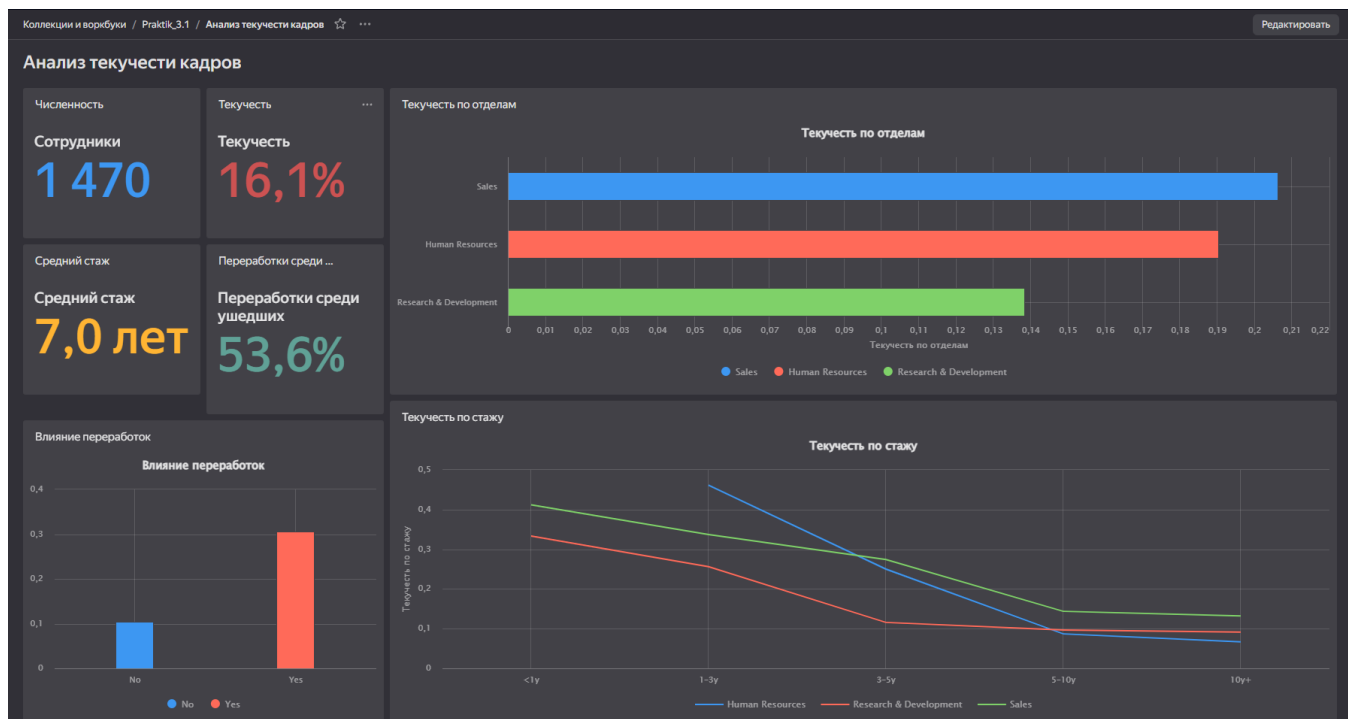 Коллекции и воркбуки / Praktik_3.1 / Анализ текучести кадров
Редактировать
Анализ текучести кадров
Численность
Сотрудники
1 470
Текучесть
Текучесть
16,1%
Средний стаж
Средний стаж
7,0 лет
Переработки среди ...
Переработки среди
ушедших
53,6%
Текучесть по отделам
Текучесть по отделам
Sales
Human Resources
Research & Development
0 0,01 0,02 0,03 0,04 0,05 0,06 0,07 0,08 0,09 0,1 0,11 0,12 0,13 0,14 0,15 0,16 0,17 0,18 0,19 0,2 0,21 0,22
Текучесть по отделам
Sales Human Resources Research & Development
Влияние переработок
Влияние переработок
0,4
0,3
0,2
0,1
0
No Yes
No Yes
Текучесть по стажу
Текучесть по стажу
Текучесть по стажу
0,5
0,4
0,3
0,2
0,1
0
<1y 1-3y 3-5y 5-10y 10y+
Human Resources Research & Development Sales